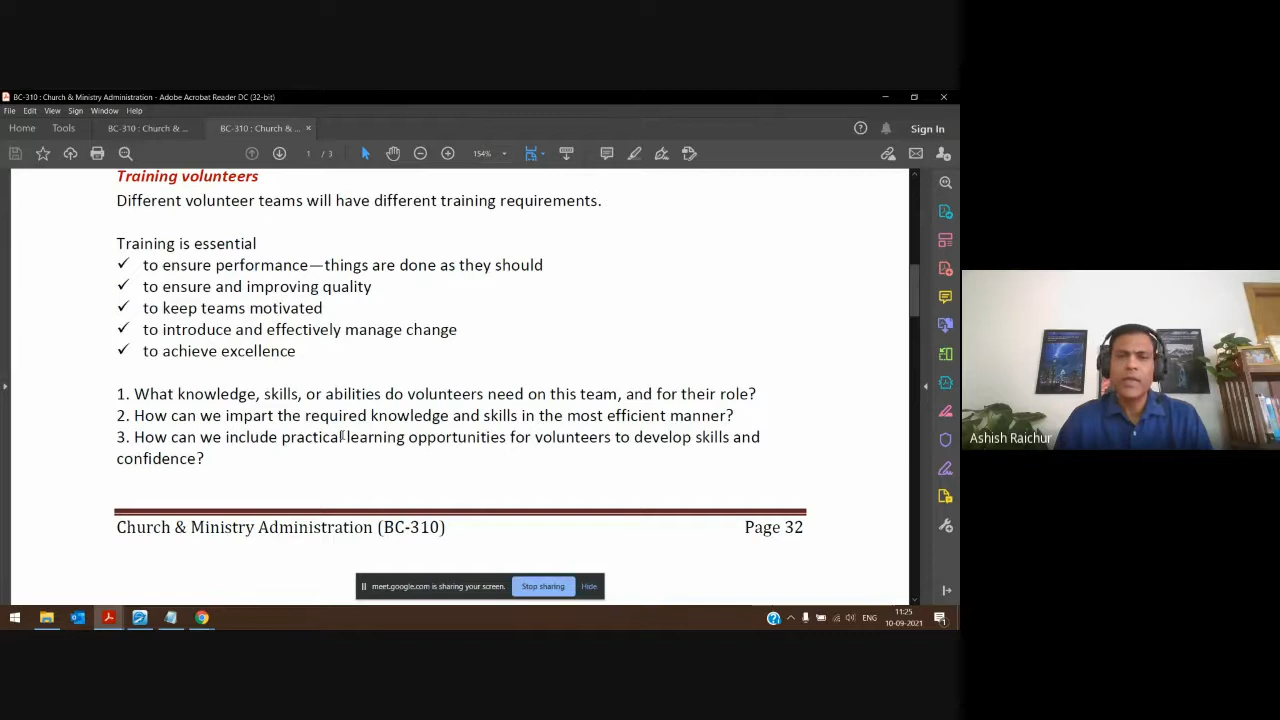 BC-310 : Church & Ministry Administration - Adobe Acrobat Reader DC (32-bit)
File Edit View Sign Window Help
Home Tools BC-310 : Church & ... BC-310 : Church & ... × Sign In
1 / 3 154%
Training volunteers
Different volunteer teams will have different training requirements.
Training is essential
✓ to ensure performance—things are done as they should
✓ to ensure and improving quality
✓ to keep teams motivated
✓ to introduce and effectively manage change
✓ to achieve excellence
1. What knowledge, skills, or abilities do volunteers need on this team, and for their role?
2. How can we impart the required knowledge and skills in the most efficient manner?
3. How can we include practical learning opportunities for volunteers to develop skills and
confidence?
Church & Ministry Administration (BC-310) Page 32
meet.google.com is sharing your screen. Stop sharing Hide
ENG 11:25
10-09-2021
Ashish Raichur